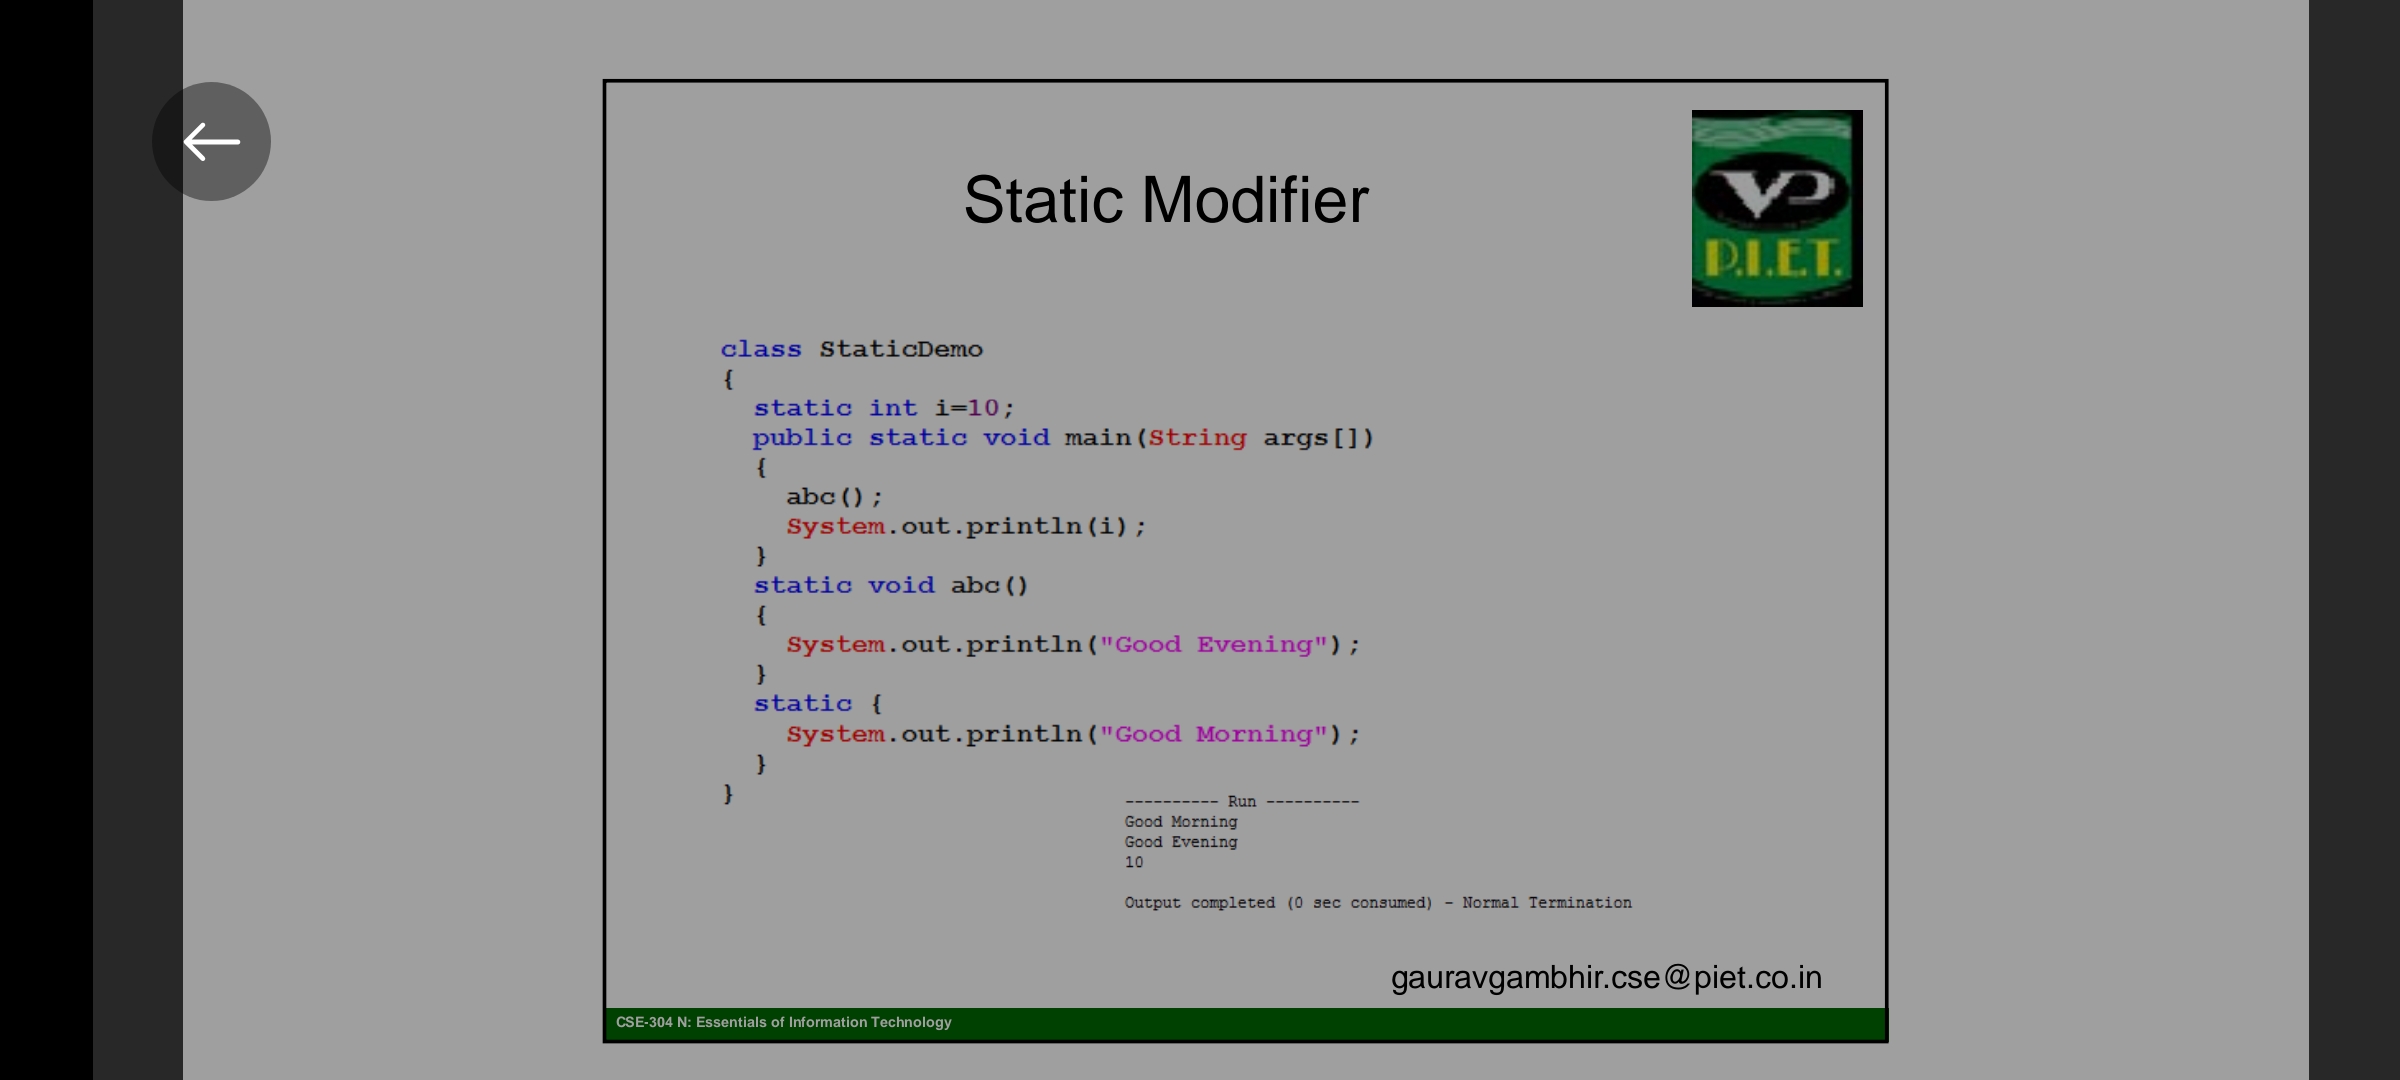 Static Modifier
VP
P.I.E.T.
class StaticDemo
{
static int i=10;
public static void main(String args[])
{
abc();
System.out.println(i);
}
static void abc()
{
System.out.println("Good Evening");
}
static {
System.out.println("Good Morning");
}
}
---------- Run ----------
Good Morning
Good Evening
10
Output completed (0 sec consumed) - Normal Termination
gauravgambhir.cse@piet.co.in
CSE-304 N: Essentials of Information Technology